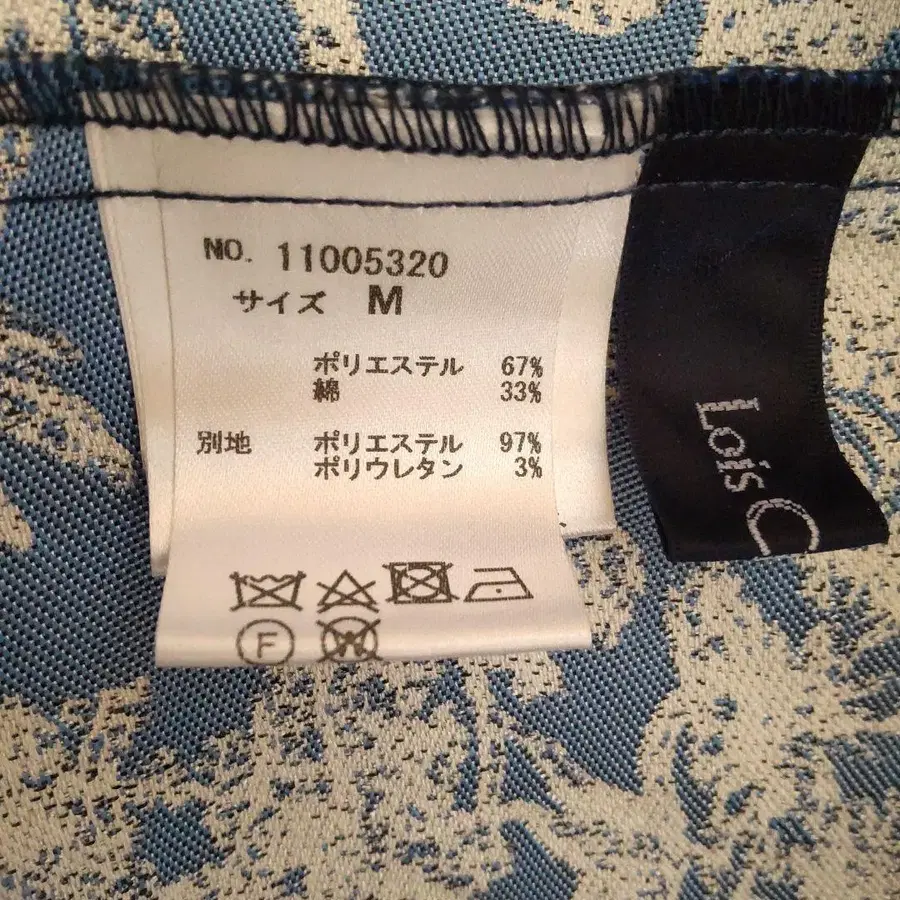 NO. 11005320
サイズ M
ポリエステル 67%
綿 33%
別地 ポリエステル 97%
ポリウレタン 3%
F
W
Lois C